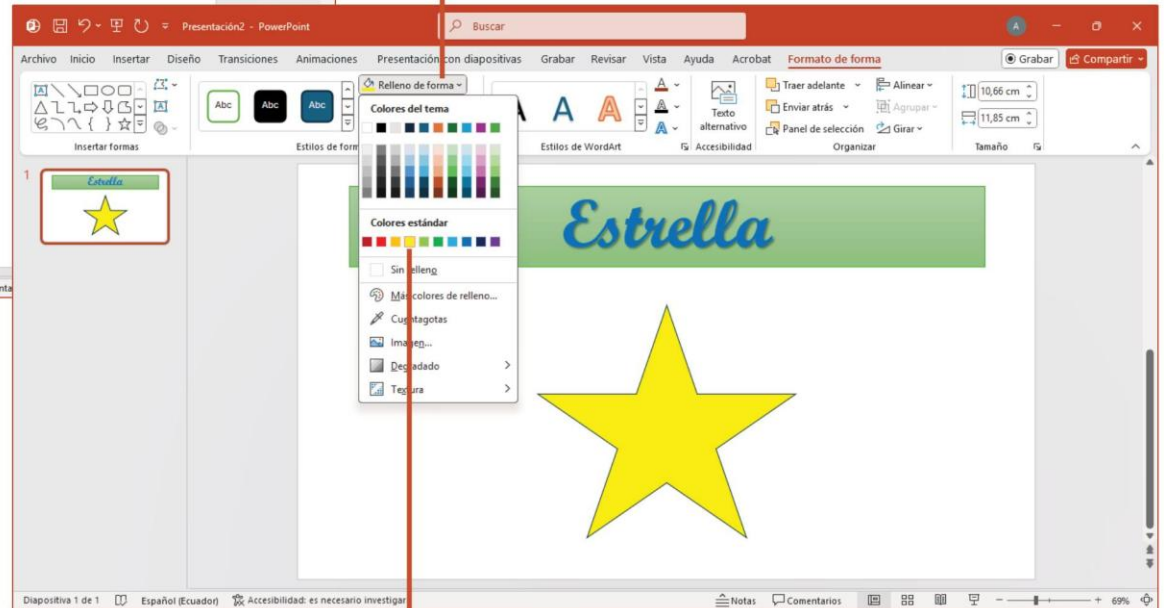 Presentación2 - PowerPoint
Buscar
A
Archivo Inicio Insertar Diseño Transiciones Animaciones Presentación con diapositivas Grabar Revisar Vista Ayuda Acrobat Formato de forma
Grabar
Compartir
Abc Abc Abc
Relleno de forma
Texto alternativo
Traer adelante
Enviar atrás
Panel de selección
Alinear
Agrupar
Girar
10,66 cm
11,85 cm
Insertar formas
Estilos de form
Estilos de WordArt
Accesibilidad
Organizar
Tamaño
Colores del tema
Colores estándar
Sin relleno
Más colores de relleno...
Cuentagotas
Imagen...
Degradado
Textura
1
Estrella
Estrella
Diapositiva 1 de 1
Español (Ecuador)
Accesibilidad: es necesario investigar
Notas
Comentarios
69%